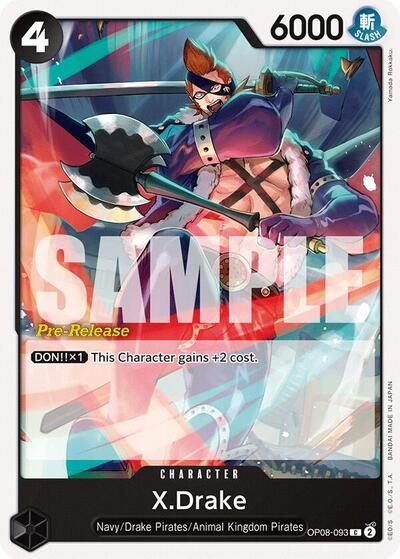 4
6000
斬
SLASH
Yamada Rokkaku.
SAMPLE
Pre-Release
DON!!×1 This Character gains +2 cost.
©E.O/S ©E.O./S., T.A. BANDAI MADE IN JAPAN
CHARACTER
X.Drake
Navy/Drake Pirates/Animal Kingdom Pirates
OP08-093 C 2